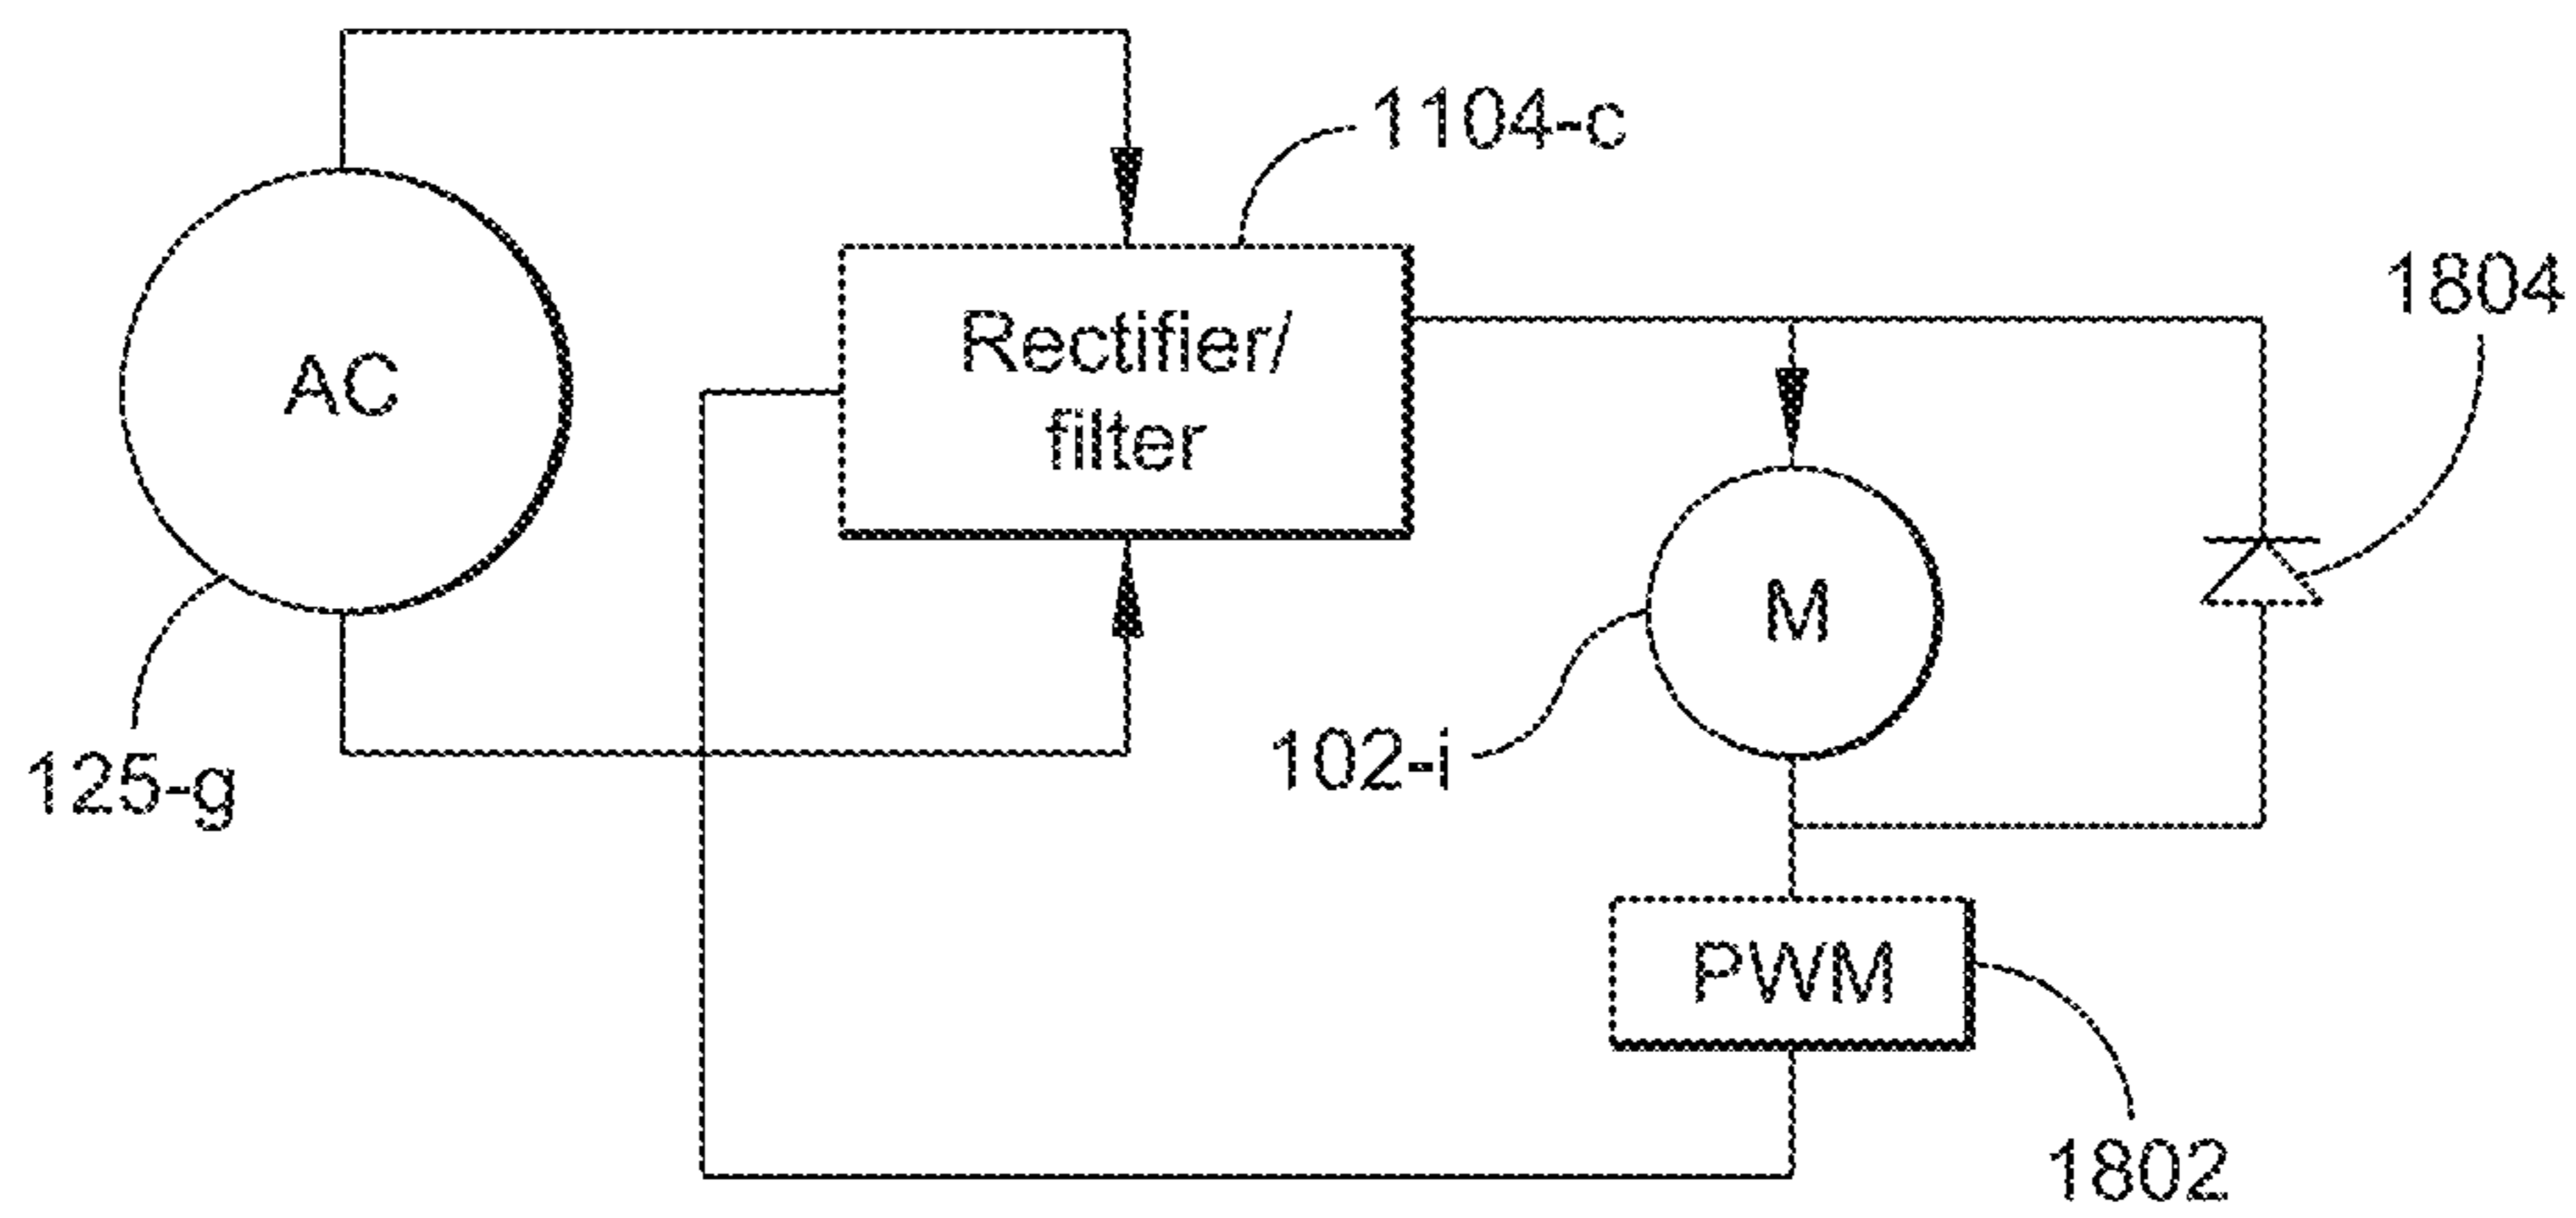 1104-c
1804
Rectifier/
filter
AC
M
102-i
125-g
PWM
1802